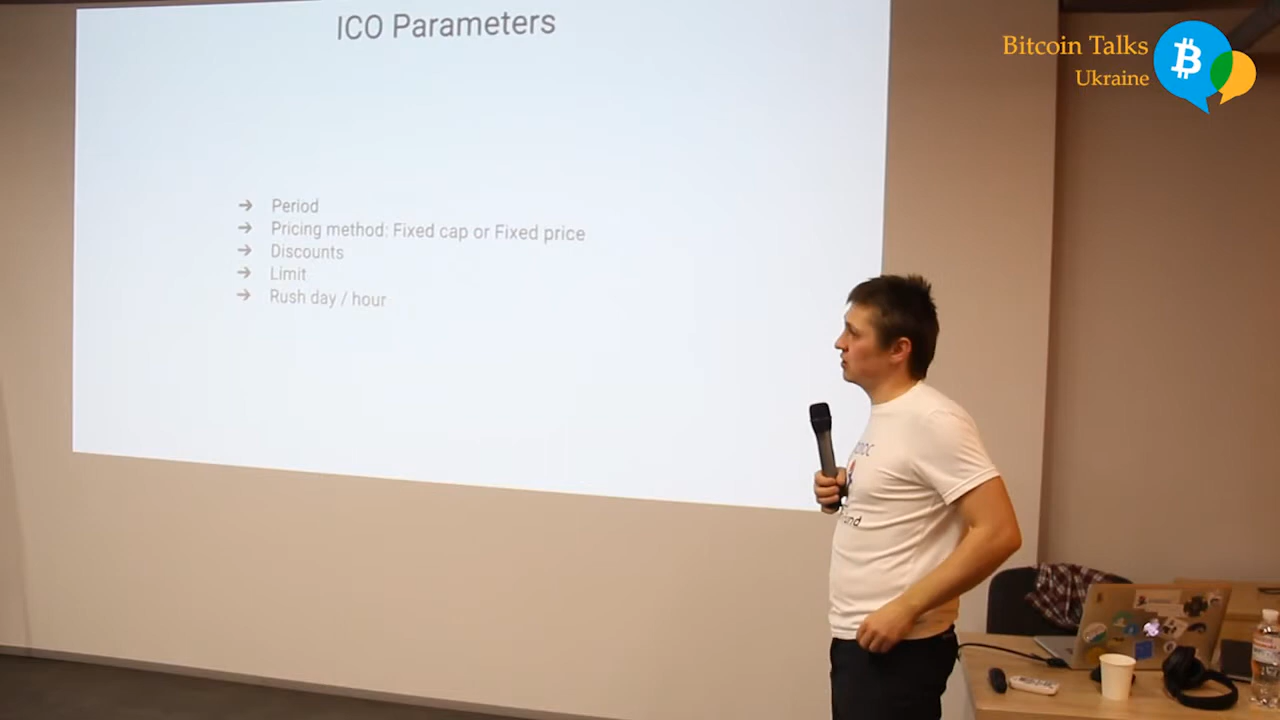 ICO Parameters
Bitcoin Talks
Ukraine
➔ Period
➔ Pricing method: Fixed cap or Fixed price
➔ Discounts
➔ Limit
➔ Rush day / hour